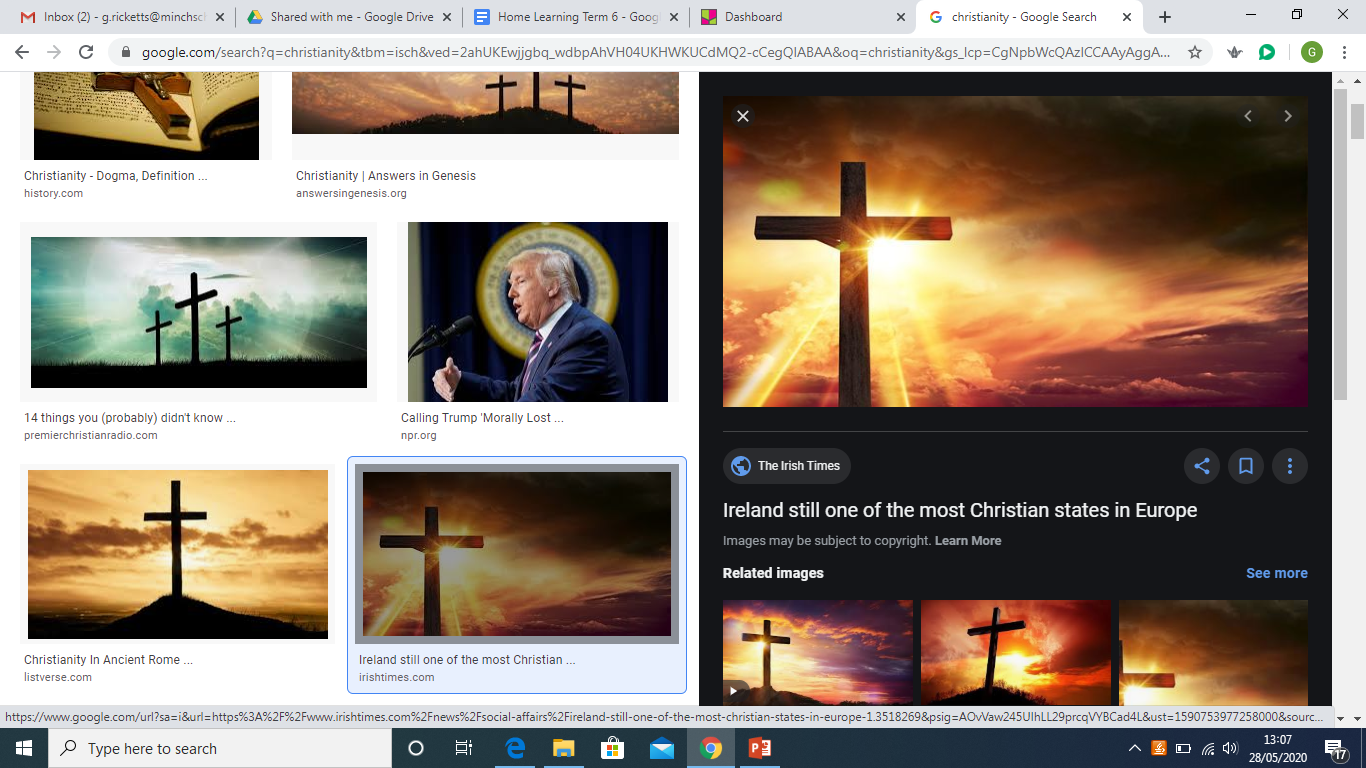 Inbox (2) - g.ricketts@minchsc
Shared with me - Google Drive
Home Learning Term 6 - Goog
Dashboard
christianity - Google Search
google.com/search?q=christianity&tbm=isch&ved=2ahUKEwjjgbq_wdbpAhVH04UKHWKUCdMQ2-cCegQIABAA&oq=christianity&gs_lcp=CgNpbWcQAzICCAAyAggA...
G
Christianity - Dogma, Definition ...
history.com
Christianity | Answers in Genesis
answersingenesis.org
14 things you (probably) didn't know ...
premierchristianradio.com
Calling Trump 'Morally Lost ...
npr.org
Christianity In Ancient Rome ...
listverse.com
Ireland still one of the most Christian ...
irishtimes.com
The Irish Times
Ireland still one of the most Christian states in Europe
Images may be subject to copyright. Learn More
Related images
See more
https://www.google.com/url?sa=i&url=https%3A%2F%2Fwww.irishtimes.com%2Fnews%2Fsocial-affairs%2Fireland-still-one-of-the-most-christian-states-in-europe-1.3518269&psig=AOvVaw245UIhLL29prcqVYBCad4L&ust=1590753977258000&sourc...
Type here to search
13:07
28/05/2020
17